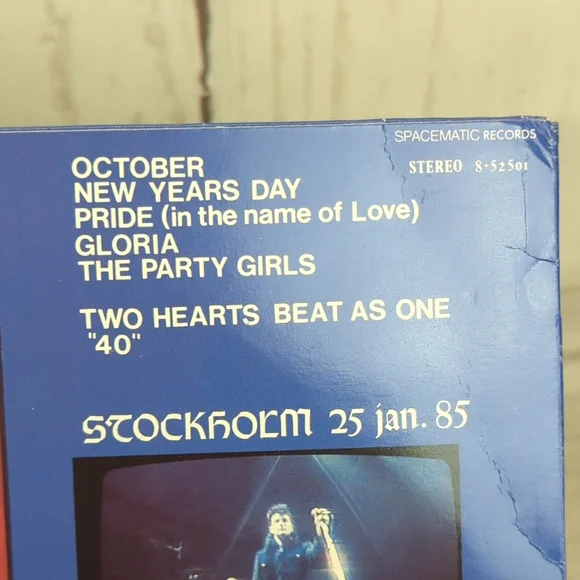 SPACEMATIC RECORDS
STEREO 8-52501
OCTOBER
NEW YEARS DAY
PRIDE (in the name of Love)
GLORIA
THE PARTY GIRLS
TWO HEARTS BEAT AS ONE
"40"
STOCKHOLM 25 jan. 85